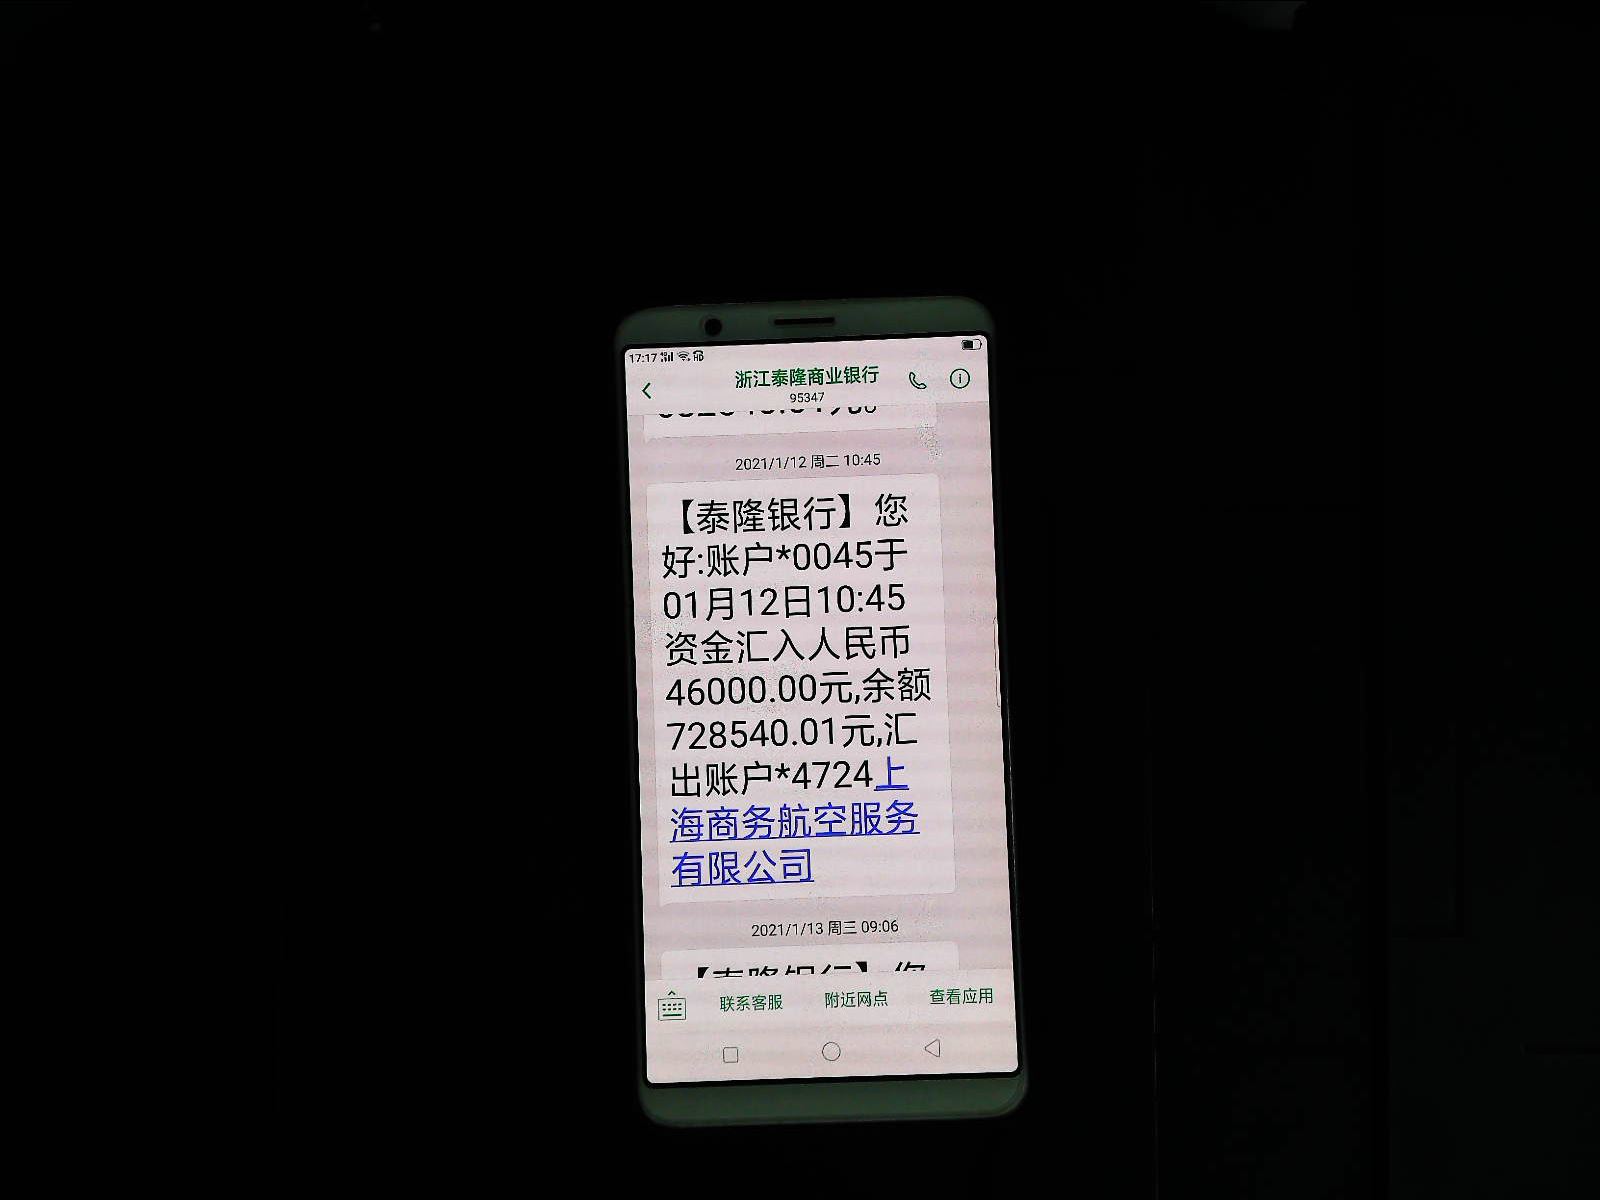 17:17
浙江泰隆商业银行
95347
2021/1/12 周二 10:45
【泰隆银行】您
好:账户*0045于
01月12日10:45
资金汇入人民币
46000.00元,余额
728540.01元,汇
出账户*4724上
海商务航空服务
有限公司
2021/1/13 周三 09:06
【泰隆银行】您
联系客服
附近网点
查看应用